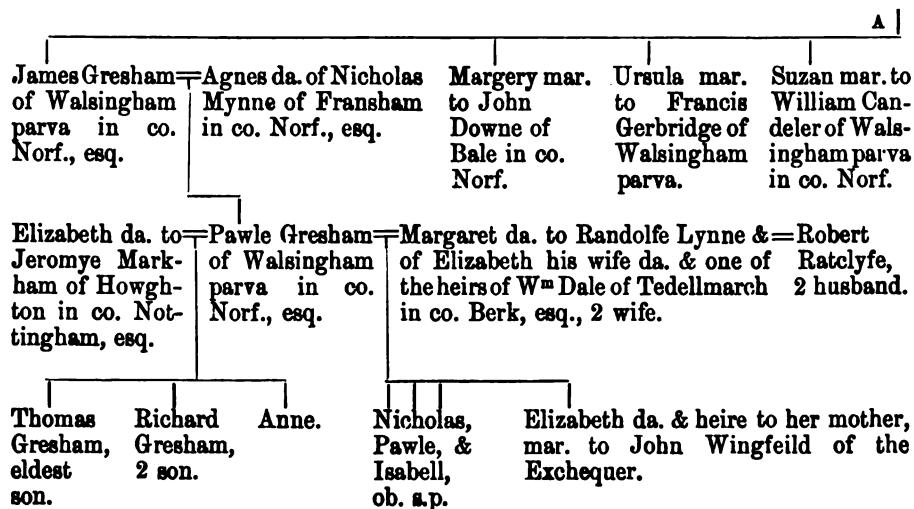 A
James Gresham
of Walsingham
parva in co.
Norf., esq.
Agnes da. of Nicholas
Mynne of Fransham
in co. Norf., esq.
Margery mar.
to John
Downe of
Bale in co.
Norf.
Ursula mar.
to Francis
Gerbridge of
Walsingham
parva.
Suzan mar. to
William Can-
deler of Wals-
ingham parva
in co. Norf.
Elizabeth da. to
Jeromye Mark-
ham of Howgh-
ton in co. Not-
tingham, esq.
Pawle Gresham
of Walsingham
parva in co.
Norf., esq.
Margaret da. to Randolfe Lynne &
of Elizabeth his wife da. & one of
the heirs of Wm Dale of Tedellmarch
in co. Berk, esq., 2 wife.
Robert
Ratclyfe,
2 husband.
Thomas
Gresham,
eldest
son.
Richard
Gresham,
2 son.
Anne.
Nicholas,
Pawle, &
Isabell,
ob. s.p.
Elizabeth da. & heire to her mother,
mar. to John Wingfeild of the
Exchequer.